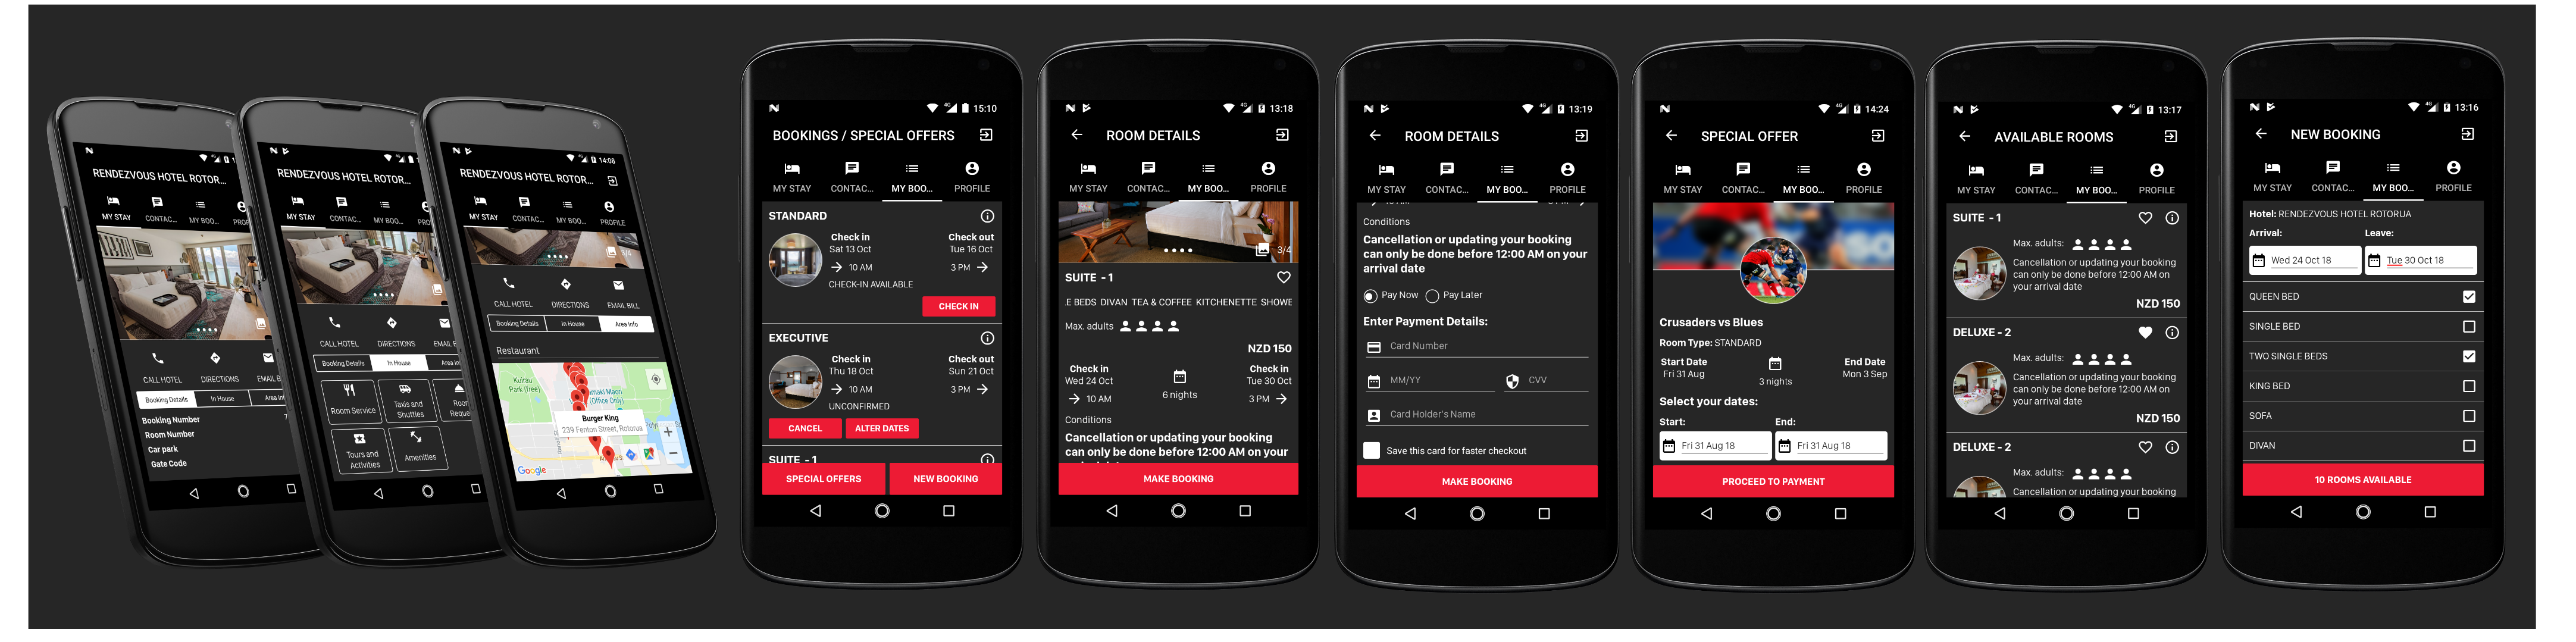 RENDEZVOUS HOTEL ROTOR...
MY STAY
CONTAC...
MY BOO...
CALL HOTEL
DIRECTIONS
Booking Details
In House
Booking Number
Room Number
Car park
Gate Code
RENDEZVOUS HOTEL ROTOR...
MY STAY
CONTAC...
MY BOO...
CALL HOTEL
DIRECTIONS
Booking Details
In House
Room Service
Taxis and
Shuttles
Tours and
Activities
Amenities
14:08
RENDEZVOUS HOTEL ROTOR...
MY STAY
CONTAC...
MY BOO...
PROFILE
3/4
CALL HOTEL
DIRECTIONS
EMAIL BILL
Booking Details
In House
Area Info
Restaurant
Kuirau
Park (free)
(Office Only)
Burger King
239 Fenton Street, Rotorua
Google
4G 15:10
BOOKINGS / SPECIAL OFFERS
MY STAY CONTAC... MY BOO... PROFILE
STANDARD
Check in Check out
Sat 13 Oct Tue 16 Oct
10 AM 3 PM
CHECK-IN AVAILABLE
CHECK IN
EXECUTIVE
Check in Check out
Thu 18 Oct Sun 21 Oct
10 AM 3 PM
UNCONFIRMED
CANCEL ALTER DATES
SUITE - 1
SPECIAL OFFERS NEW BOOKING
4G 13:18
ROOM DETAILS
MY STAY CONTAC... MY BOO... PROFILE
3/4
SUITE - 1
E BEDS DIVAN TEA & COFFEE KITCHENETTE SHOWE
Max. adults
NZD 150
Check in Check in
Wed 24 Oct Tue 30 Oct
10 AM 6 nights 3 PM
Conditions
Cancellation or updating your booking
can only be done before 12:00 AM on your
MAKE BOOKING
4G 13:19
ROOM DETAILS
MY STAY CONTAC... MY BOO... PROFILE
Conditions
Cancellation or updating your booking
can only be done before 12:00 AM on your
arrival date
Pay Now Pay Later
Enter Payment Details:
Card Number
MM/YY CVV
Card Holder's Name
Save this card for faster checkout
MAKE BOOKING
4G 14:24
SPECIAL OFFER
MY STAY CONTAC... MY BOO... PROFILE
Crusaders vs Blues
Room Type: STANDARD
Start Date End Date
Fri 31 Aug 3 nights Mon 3 Sep
Select your dates:
Start: End:
Fri 31 Aug 18 Fri 31 Aug 18
PROCEED TO PAYMENT
4G 13:17
AVAILABLE ROOMS
MY STAY CONTAC... MY BOO... PROFILE
SUITE - 1
Max. adults:
Cancellation or updating your booking
can only be done before 12:00 AM on
your arrival date
NZD 150
DELUXE - 2
Max. adults:
Cancellation or updating your booking
can only be done before 12:00 AM on
your arrival date
NZD 150
DELUXE - 2
Max. adults:
Cancellation or updating your booking
4G 13:16
NEW BOOKING
MY STAY CONTAC... MY BOO... PROFILE
Hotel: RENDEZVOUS HOTEL ROTORUA
Arrival: Leave:
Wed 24 Oct 18 Tue 30 Oct 18
QUEEN BED
SINGLE BED
TWO SINGLE BEDS
KING BED
SOFA
DIVAN
10 ROOMS AVAILABLE